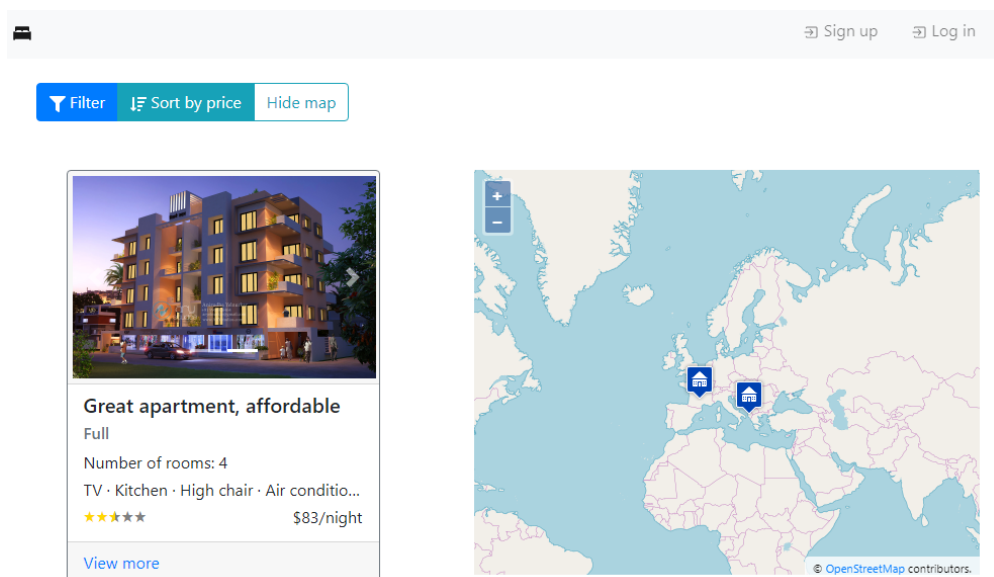 Sign up
Log in
Filter
Sort by price
Hide map
+
−
Great apartment, affordable
Full
Number of rooms: 4
TV · Kitchen · High chair · Air conditio...
$83/night
View more
© OpenStreetMap contributors.